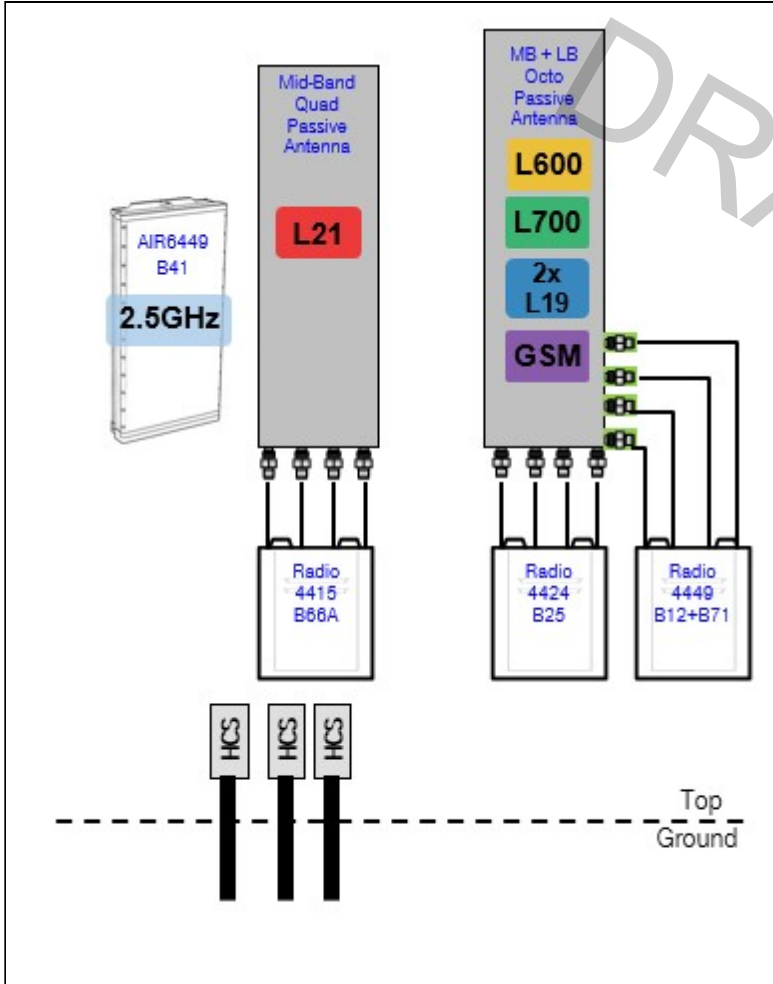 DRA
Mid-Band
Quad
Passive
Antenna
L21
MB + LB
Octo
Passive
Antenna
L600
L700
2x
L19
GSM
AIR6449
B41
2.5GHz
Radio
4415
B66A
Radio
4424
B25
Radio
4449
B12+B71
HCS
HCS
HCS
Top
Ground